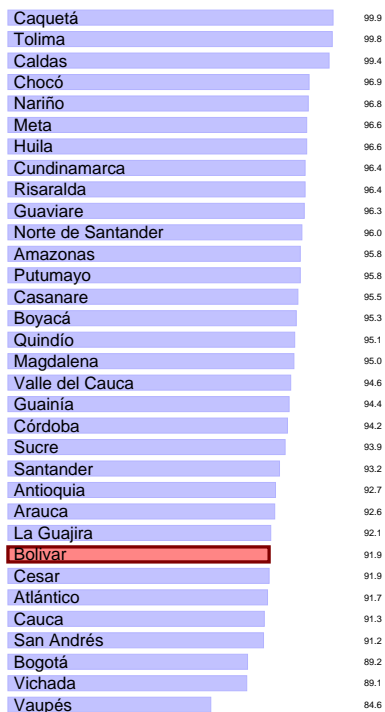 Caquetá 99.9
Tolima 99.8
Caldas 99.4
Chocó 96.9
Nariño 96.8
Meta 96.6
Huila 96.6
Cundinamarca 96.4
Risaralda 96.4
Guaviare 96.3
Norte de Santander 96.0
Amazonas 95.8
Putumayo 95.8
Casanare 95.5
Boyacá 95.3
Quindío 95.1
Magdalena 95.0
Valle del Cauca 94.6
Guainía 94.4
Córdoba 94.2
Sucre 93.9
Santander 93.2
Antioquia 92.7
Arauca 92.6
La Guajira 92.1
Bolivar 91.9
Cesar 91.9
Atlántico 91.7
Cauca 91.3
San Andrés 91.2
Bogotá 89.2
Vichada 89.1
Vaupés 84.6